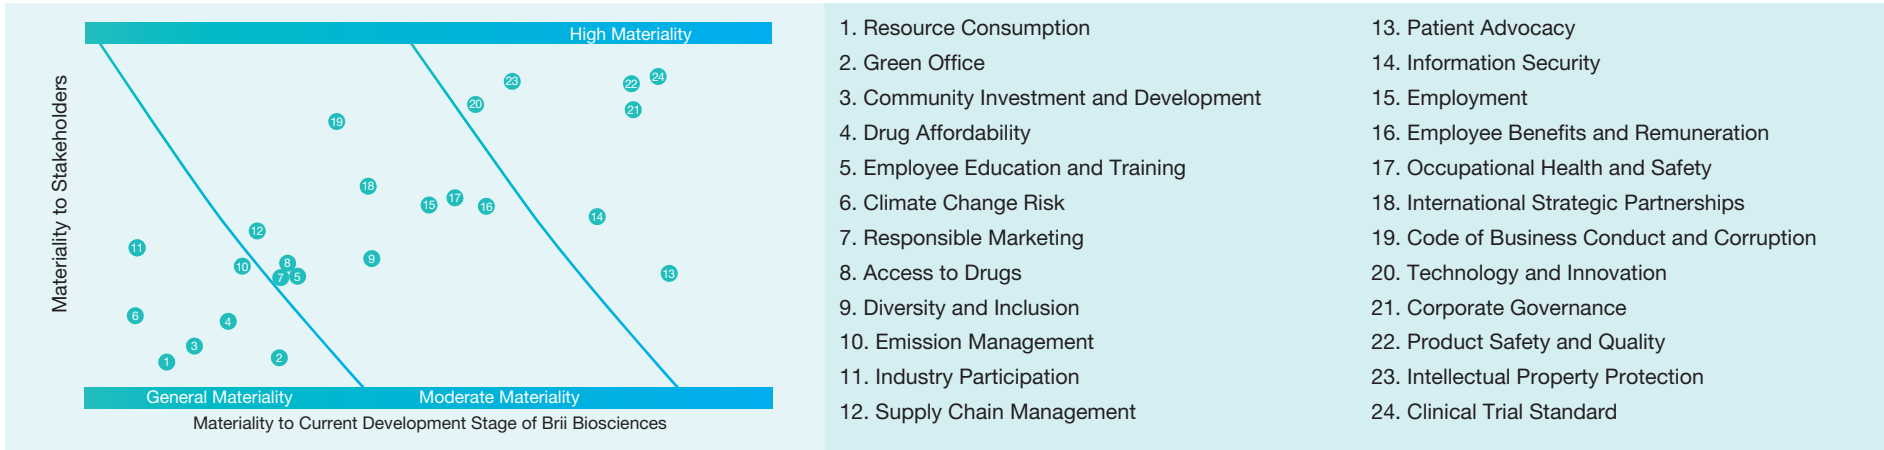 High Materiality
Materiality to Stakeholders
24
22
23
20
21
19
18
17
15
16
14
12
11
9
8
10
13
7
5
6
4
3
2
1
General Materiality
Moderate Materiality
Materiality to Current Development Stage of Brii Biosciences
1. Resource Consumption
2. Green Office
3. Community Investment and Development
4. Drug Affordability
5. Employee Education and Training
6. Climate Change Risk
7. Responsible Marketing
8. Access to Drugs
9. Diversity and Inclusion
10. Emission Management
11. Industry Participation
12. Supply Chain Management
13. Patient Advocacy
14. Information Security
15. Employment
16. Employee Benefits and Remuneration
17. Occupational Health and Safety
18. International Strategic Partnerships
19. Code of Business Conduct and Corruption
20. Technology and Innovation
21. Corporate Governance
22. Product Safety and Quality
23. Intellectual Property Protection
24. Clinical Trial Standard